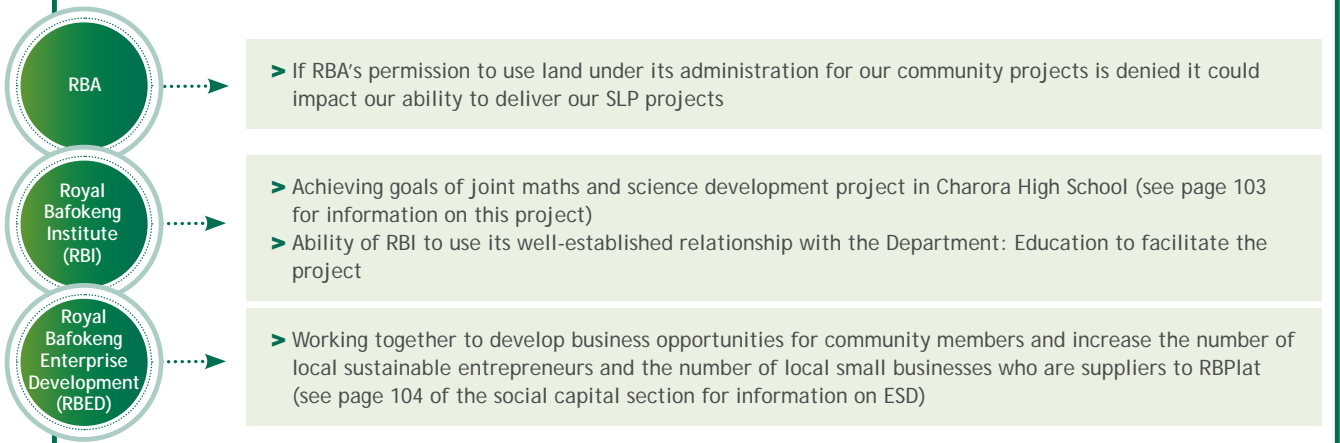 RBA
> If RBA's permission to use land under its administration for our community projects is denied it could
impact our ability to deliver our SLP projects
Royal
Bafokeng
Institute
(RBI)
> Achieving goals of joint maths and science development project in Charora High School (see page 103
for information on this project)
> Ability of RBI to use its well-established relationship with the Department: Education to facilitate the
project
Royal
Bafokeng
Enterprise
Development
(RBED)
> Working together to develop business opportunities for community members and increase the number of
local sustainable entrepreneurs and the number of local small businesses who are suppliers to RBPlat
(see page 104 of the social capital section for information on ESD)